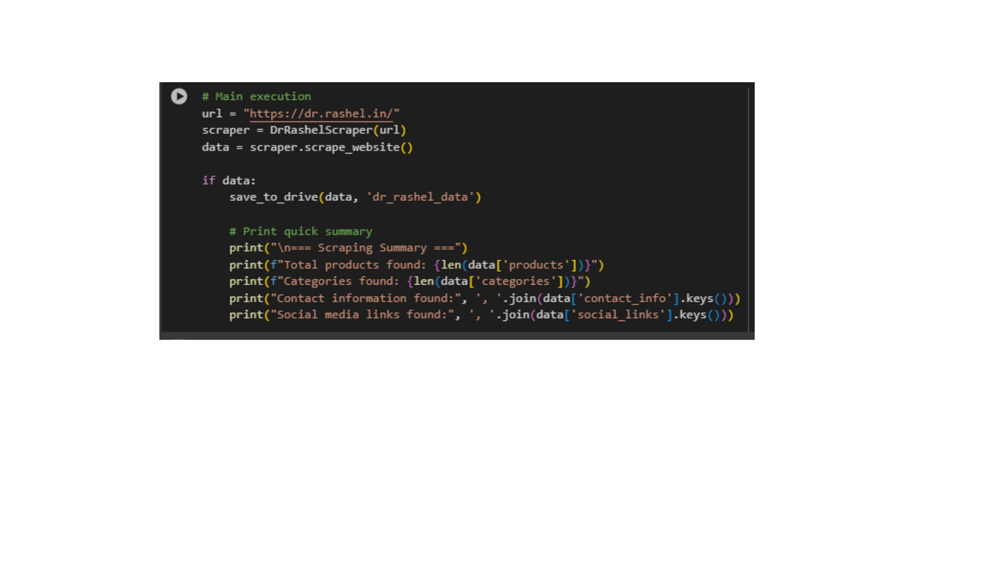 # Main execution
url = "https://dr.rashel.in/"
scraper = DrRashelScraper(url)
data = scraper.scrape_website()
if data:
    save_to_drive(data, 'dr_rashel_data')
    # Print quick summary
    print("\n=== Scraping Summary ===")
    print(f"Total products found: {len(data['products'])}")
    print(f"Categories found: {len(data['categories'])}")
    print("Contact information found:", ', '.join(data['contact_info'].keys()))
    print("Social media links found:", ', '.join(data['social_links'].keys()))